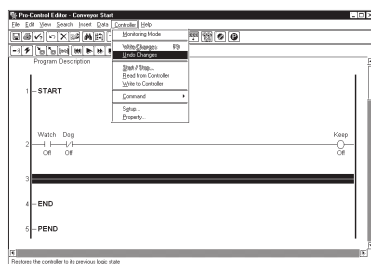 Pro-Control Editor - Conveyor Start
File Edit View Search Insert Data Controller Help
Monitoring Mode
Write Changes
Undo Changes
Start / Stop...
Read from Controller
Write to Controller
Command
Setup...
Property...
Program Description
1 START
Watch Dog Keep
2
Off Off Off
3
4 END
5 PEND
Restores the controller to its previous logic state